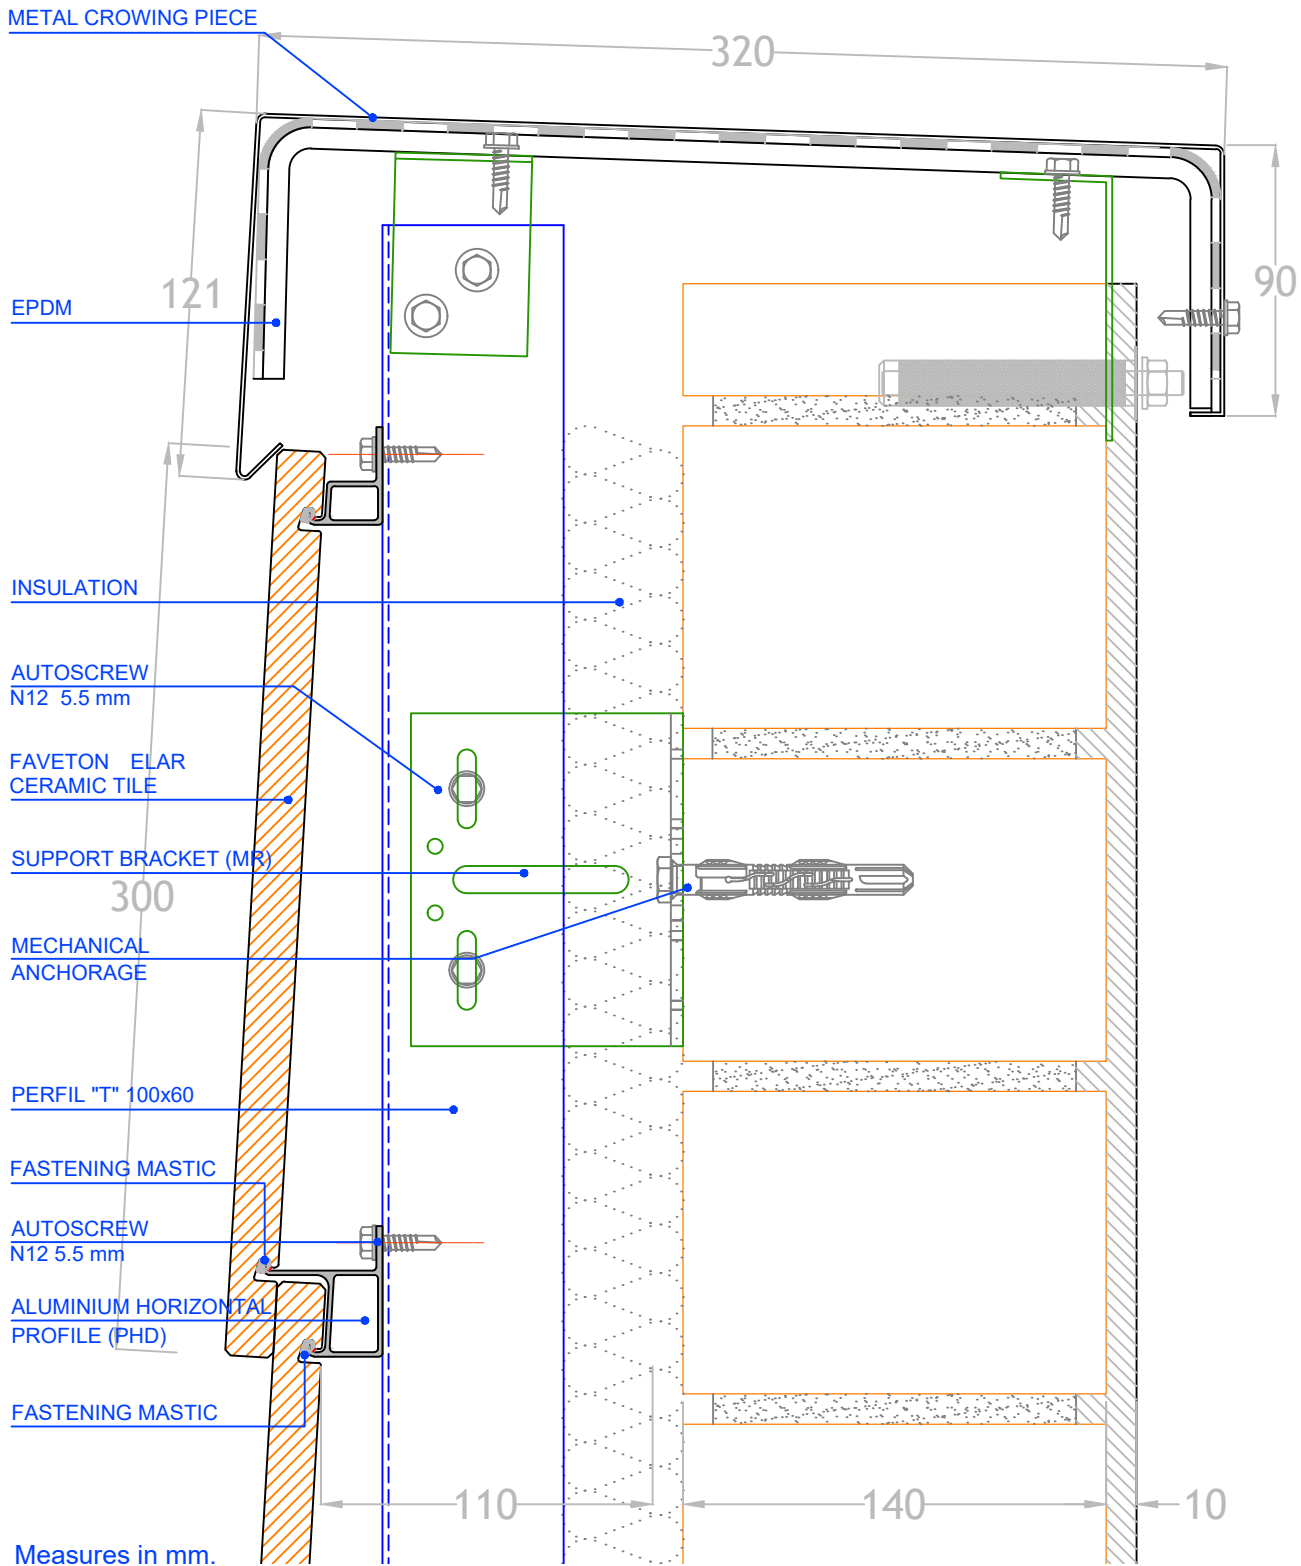 METAL CROWING PIECE
320
121
EPDM
90
INSULATION
AUTOSCREW
N12 5.5 mm
FAVETON ELAR
CERAMIC TILE
SUPPORT BRACKET (MR)
300
MECHANICAL
ANCHORAGE
PERFIL "T" 100x60
FASTENING MASTIC
AUTOSCREW
N12 5.5 mm
ALUMINIUM HORIZONTAL
PROFILE (PHD)
FASTENING MASTIC
110
140
10
Measures in mm.